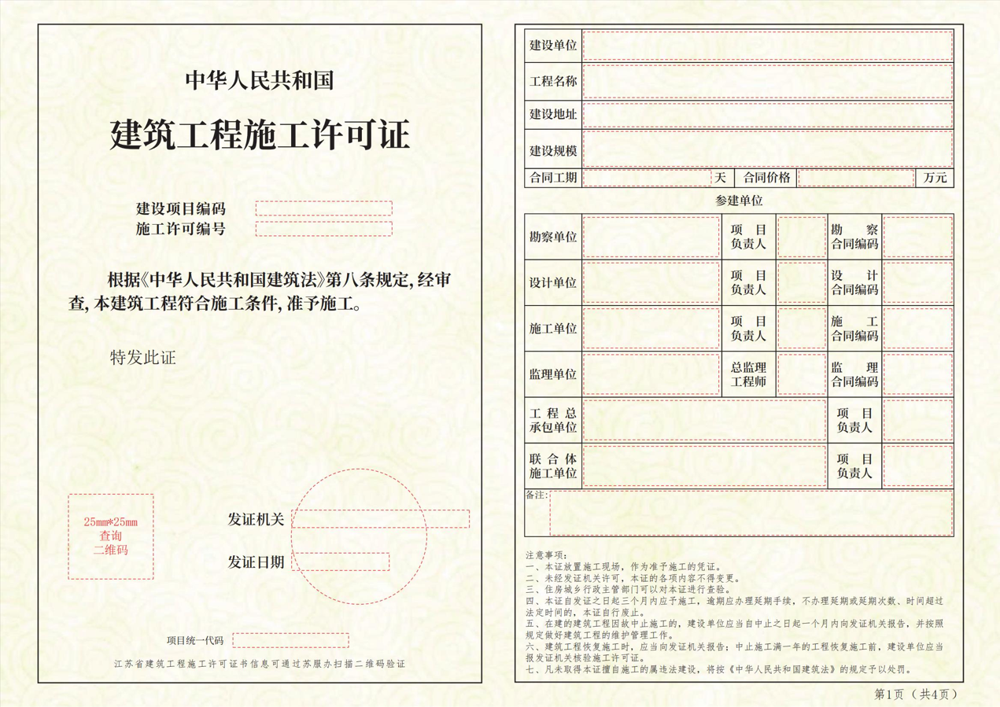 中华人民共和国
建筑工程施工许可证
建设项目编码
施工许可编号
根据《中华人民共和国建筑法》第八条规定, 经审
查, 本建筑工程符合施工条件, 准予施工。
特发此证
25mm*25mm
查询
二维码
发证机关
发证日期
项目统一代码
江苏省建筑工程施工许可证书信息可通过苏服办扫描二维码验证
建设单位
工程名称
建设地址
建设规模
合同工期 天 合同价格 万元
参建单位
勘察单位 项 目 勘 察
负责人 合同编码
设计单位 项 目 设 计
负责人 合同编码
施工单位 项 目 施 工
负责人 合同编码
监理单位 总监理 监 理
工程师 合同编码
工 程 总 项 目
承包单位 负责人
联 合 体 项 目
施工单位 负责人
备注:
注意事项:
一、本证放置施工现场, 作为准予施工的凭证。
二、未经发证机关许可, 本证的各项内容不得变更。
三、住房城乡行政主管部门可以对本证进行查验。
四、本证自发证之日起三个月内应予施工, 逾期应办理延期手续, 不办理延期或延期次数、时间超过
法定时间的, 本证自行废止。
五、在建的建筑工程因故中止施工的, 建设单位应当自中止之日起一个月内向发证机关报告, 并按照
规定做好建筑工程的维护管理工作。
六、建筑工程恢复施工时, 应当向发证机关报告; 中止施工满一年的工程恢复施工前, 建设单位应当
报发证机关核验施工许可证。
七、凡未取得本证擅自施工的属违法建设, 将按《中华人民共和国建筑法》的规定予以处罚。
第1页（共4页）